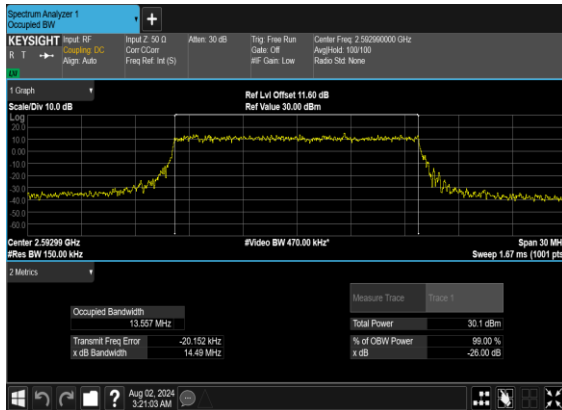 Spectrum Analyzer 1
Occupied BW
+
KEYSIGHT Input: RF Input Z: 50 Ω Atten: 30 dB Trig: Free Run Center Freq: 2.592990000 GHz
R T Coupling: DC Corr CCorr Gate: Off Avg|Hold: 100/100
Align: Auto Freq Ref: Int (S) #IF Gain: Low Radio Std: None
LXI
1 Graph
Ref Lvl Offset 11.60 dB
Scale/Div 10.0 dB Ref Value 30.00 dBm
Log
20.0
10.0
0.00
-10.0
-20.0
-30.0
-40.0
-50.0
-60.0
Center 2.59299 GHz #Video BW 470.00 kHz* Span 30 MH
#Res BW 150.00 kHz Sweep 1.67 ms (1001 pts
2 Metrics
Measure Trace Trace 1
Occupied Bandwidth
13.557 MHz
Total Power 30.1 dBm
Transmit Freq Error -20.152 kHz % of OBW Power 99.00 %
x dB Bandwidth 14.49 MHz x dB -26.00 dB
? Aug 02, 2024
3:21:03 AM